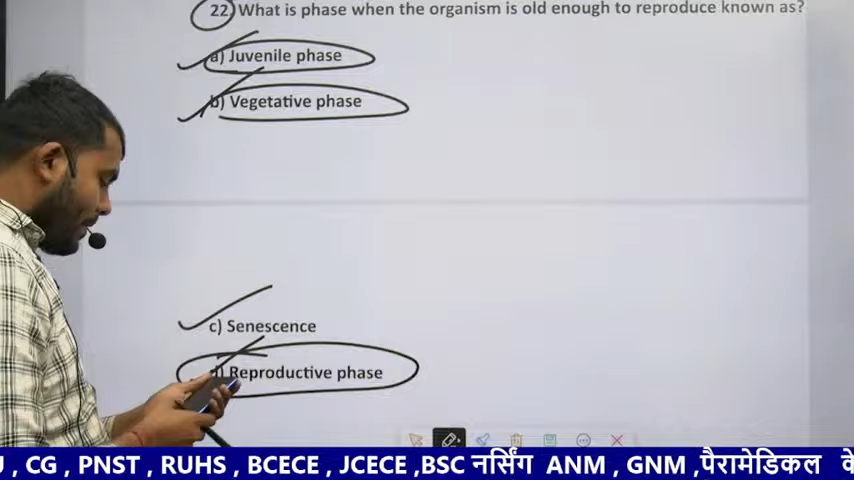 22) What is phase when the organism is old enough to reproduce known as?
a) Juvenile phase
b) Vegetative phase
c) Senescence
d) Reproductive phase
, CG , PNST , RUHS , BCECE , JCECE ,BSC नर्सिंग ANM , GNM ,पैरामेडिकल